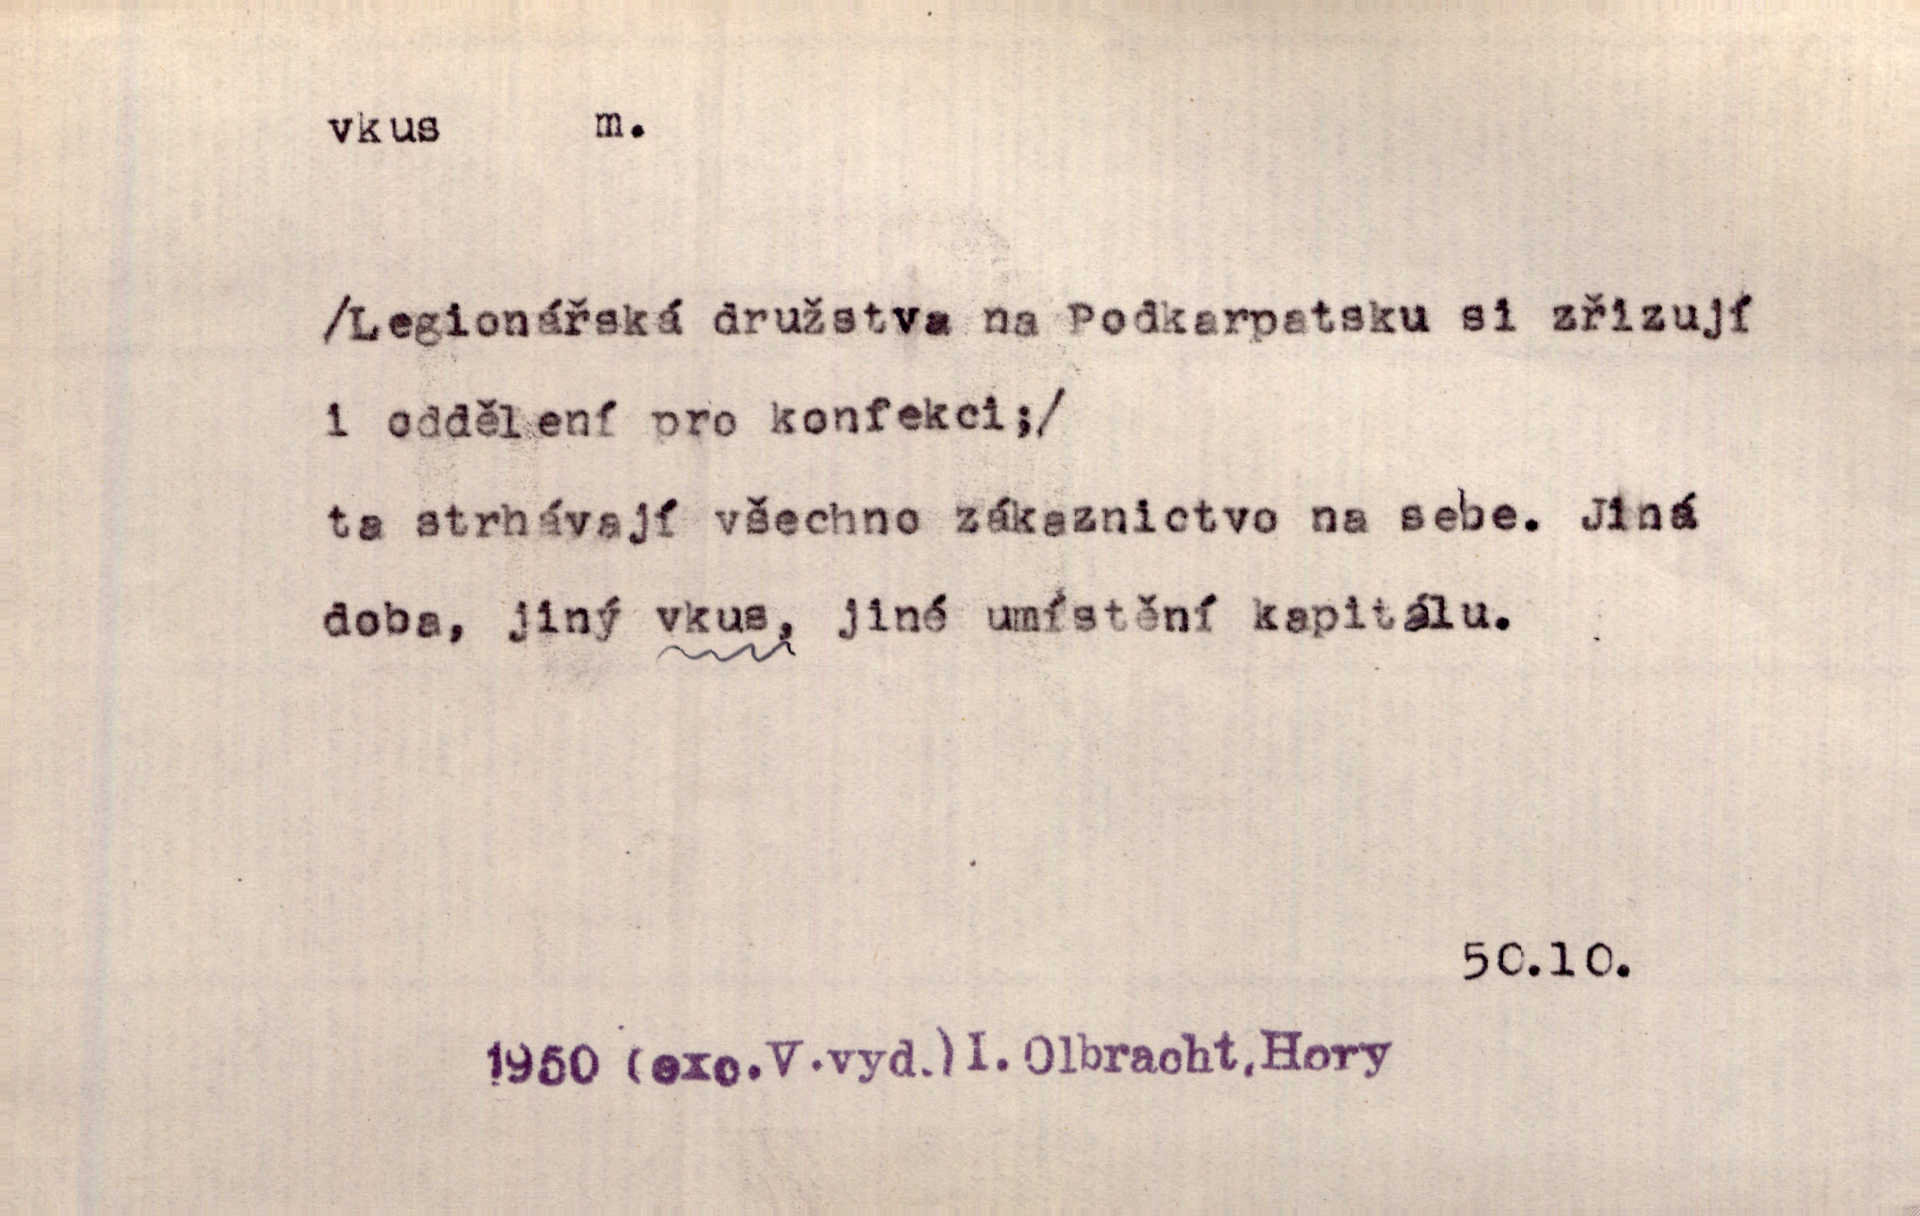 vkus m.
/Legionářská družstva na Podkarpatsku si zřizují
i oddělení pro konfekci;/
ta strhávají všechno zákaznictvo na sebe. Jiná
doba, jiný vkus, jiné umístění kapitálu.
50.10.
1950 (exc.V.vyd.) I. Olbracht, Hory